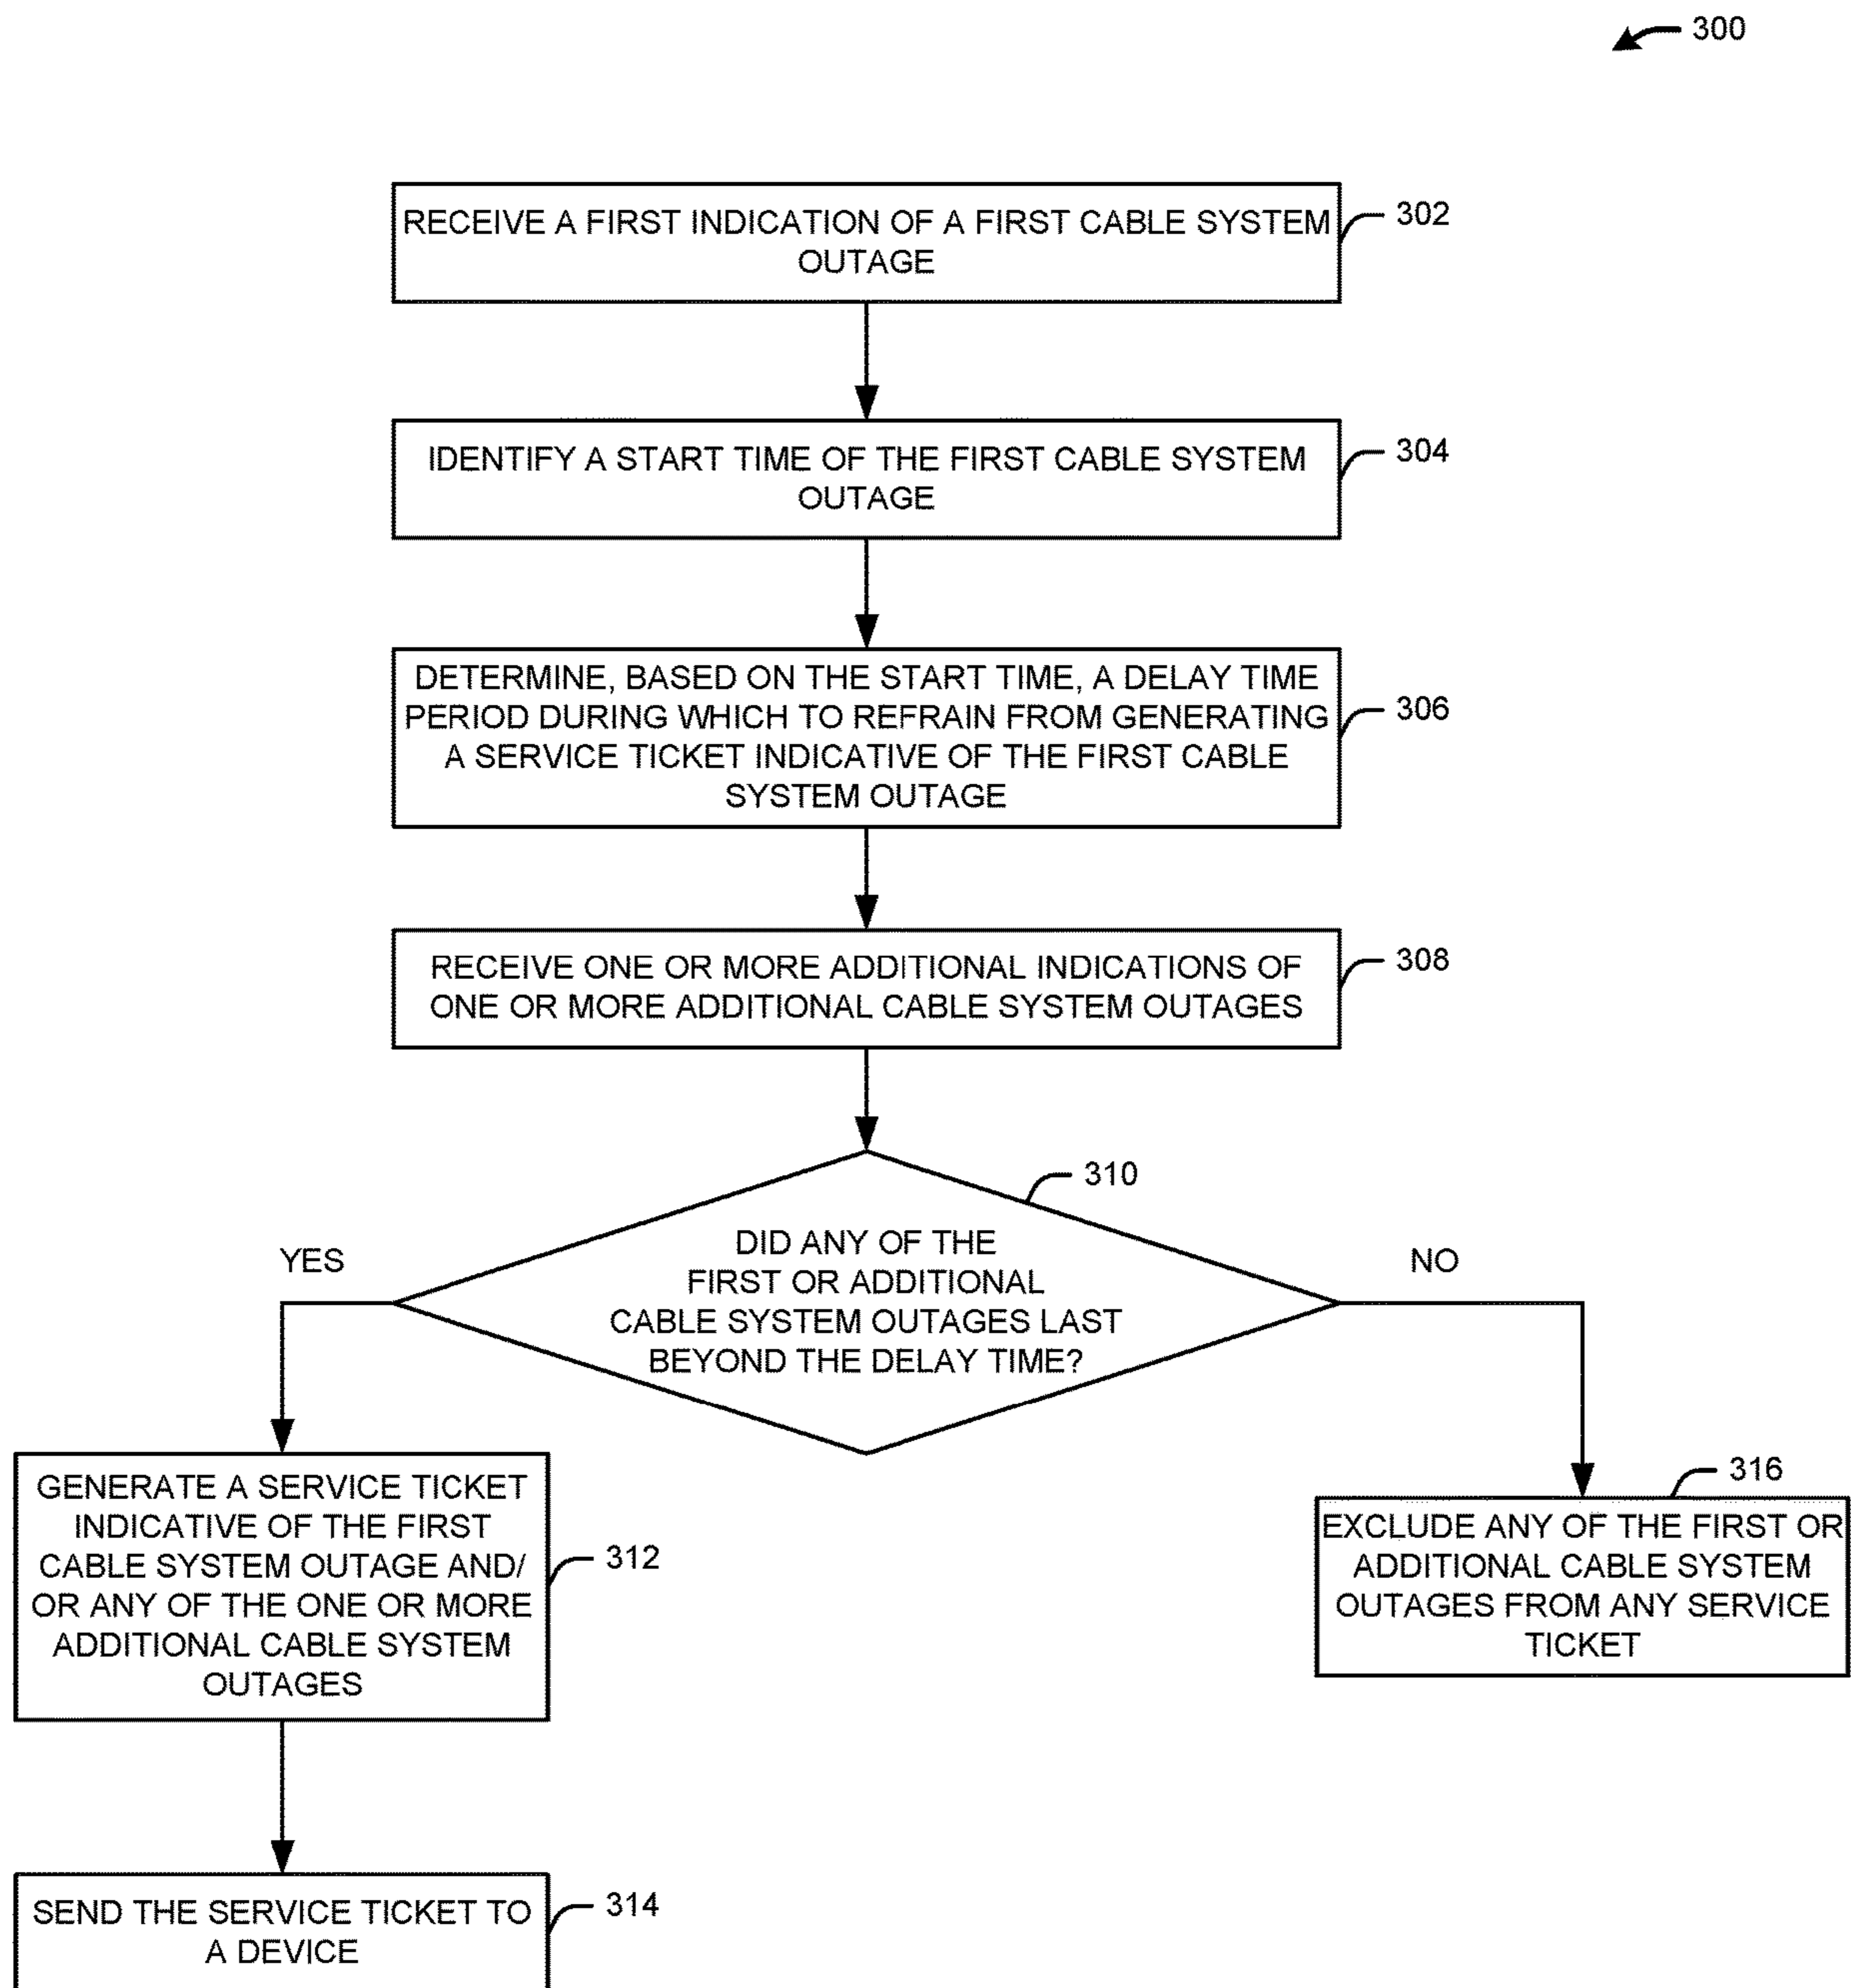 300
RECEIVE A FIRST INDICATION OF A FIRST CABLE SYSTEM
OUTAGE
302
IDENTIFY A START TIME OF THE FIRST CABLE SYSTEM
OUTAGE
304
DETERMINE, BASED ON THE START TIME, A DELAY TIME
PERIOD DURING WHICH TO REFRAIN FROM GENERATING
A SERVICE TICKET INDICATIVE OF THE FIRST CABLE
SYSTEM OUTAGE
306
RECEIVE ONE OR MORE ADDITIONAL INDICATIONS OF
ONE OR MORE ADDITIONAL CABLE SYSTEM OUTAGES
308
310
DID ANY OF THE
FIRST OR ADDITIONAL
CABLE SYSTEM OUTAGES LAST
BEYOND THE DELAY TIME?
YES
NO
GENERATE A SERVICE TICKET
INDICATIVE OF THE FIRST
CABLE SYSTEM OUTAGE AND/
OR ANY OF THE ONE OR MORE
ADDITIONAL CABLE SYSTEM
OUTAGES
312
316
EXCLUDE ANY OF THE FIRST OR
ADDITIONAL CABLE SYSTEM
OUTAGES FROM ANY SERVICE
TICKET
SEND THE SERVICE TICKET TO
A DEVICE
314